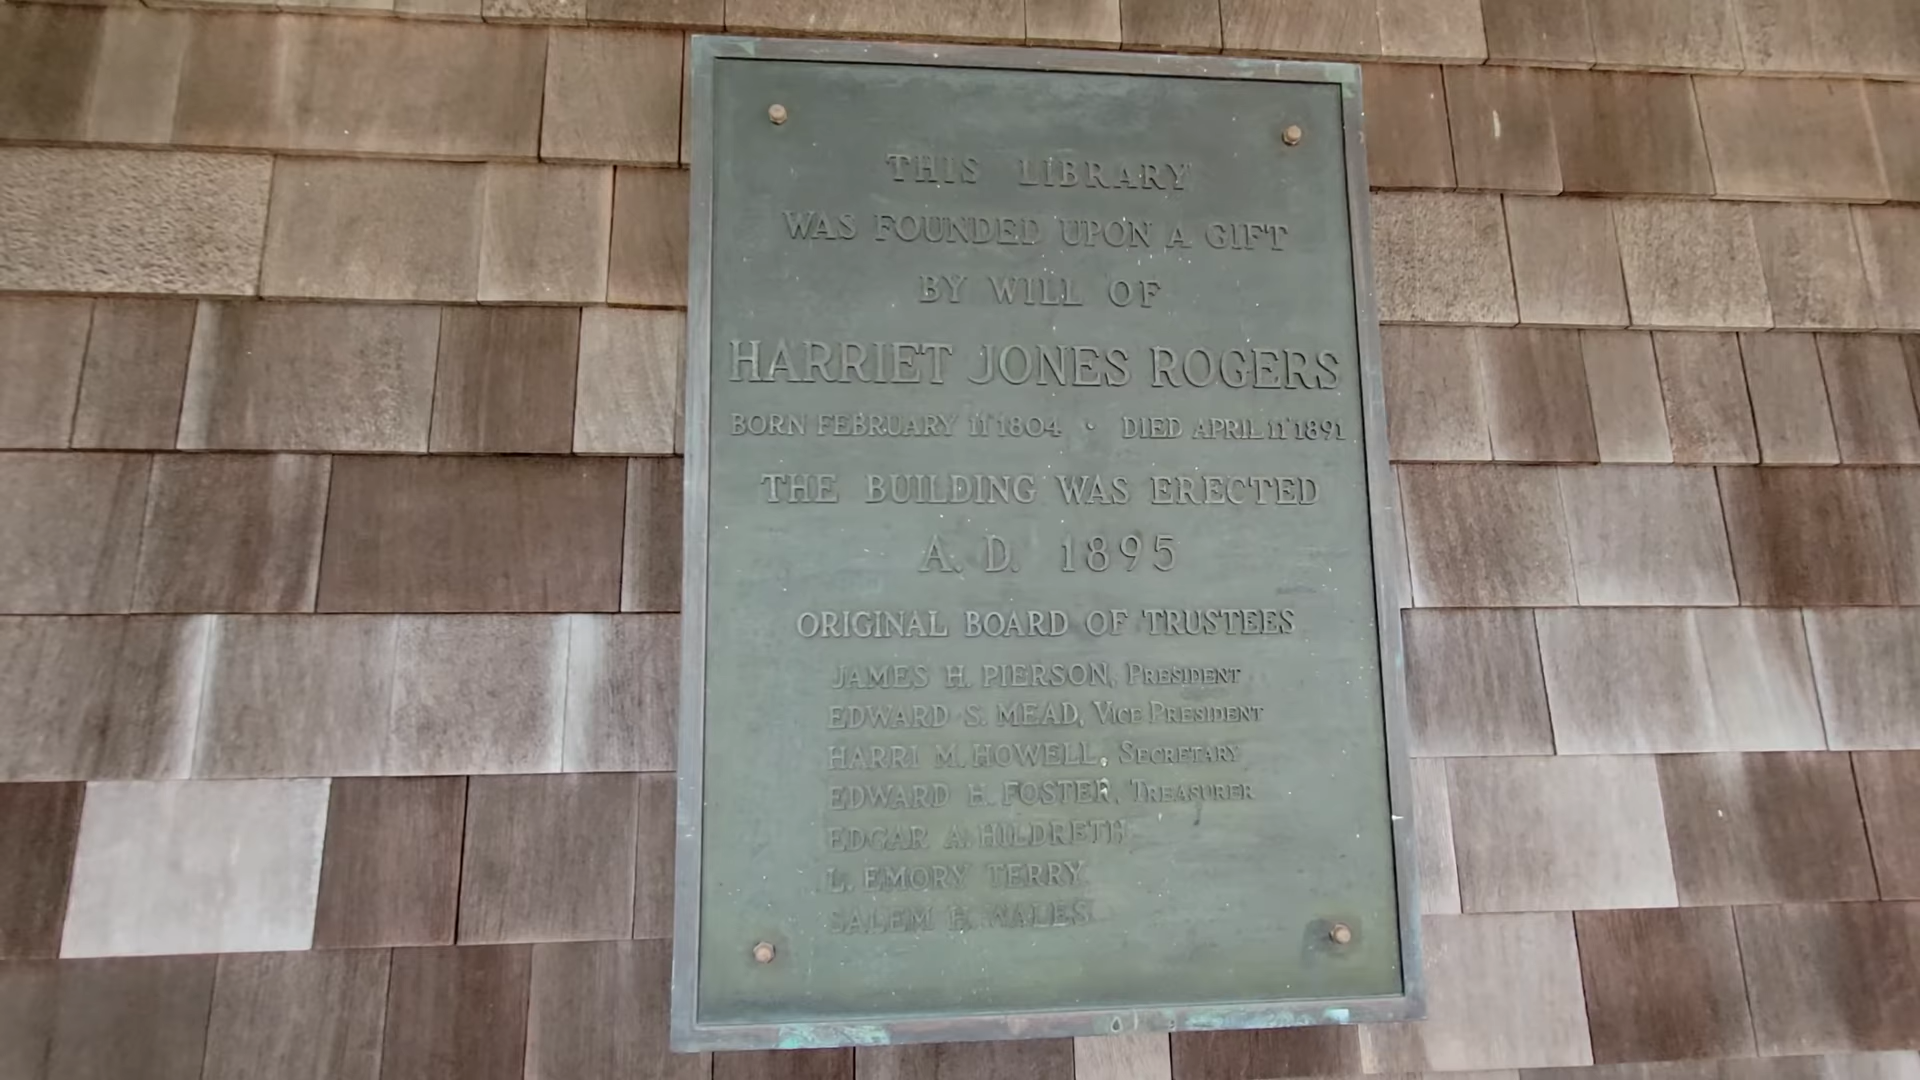 THIS LIBRARY
WAS FOUNDED UPON A GIFT
BY WILL OF
HARRIET JONES ROGERS
BORN FEBRUARY 11" 1804 · DIED APRIL 11" 1891
THE BUILDING WAS ERECTED
A. D. 1895
ORIGINAL BOARD OF TRUSTEES
JAMES H. PIERSON, PRESIDENT
EDWARD S. MEAD, VICE PRESIDENT
HARRI M. HOWELL, SECRETARY
EDWARD H. FOSTER, TREASURER
EDGAR A. HILDRETH
L. EMORY TERRY
SALEM H. WALES